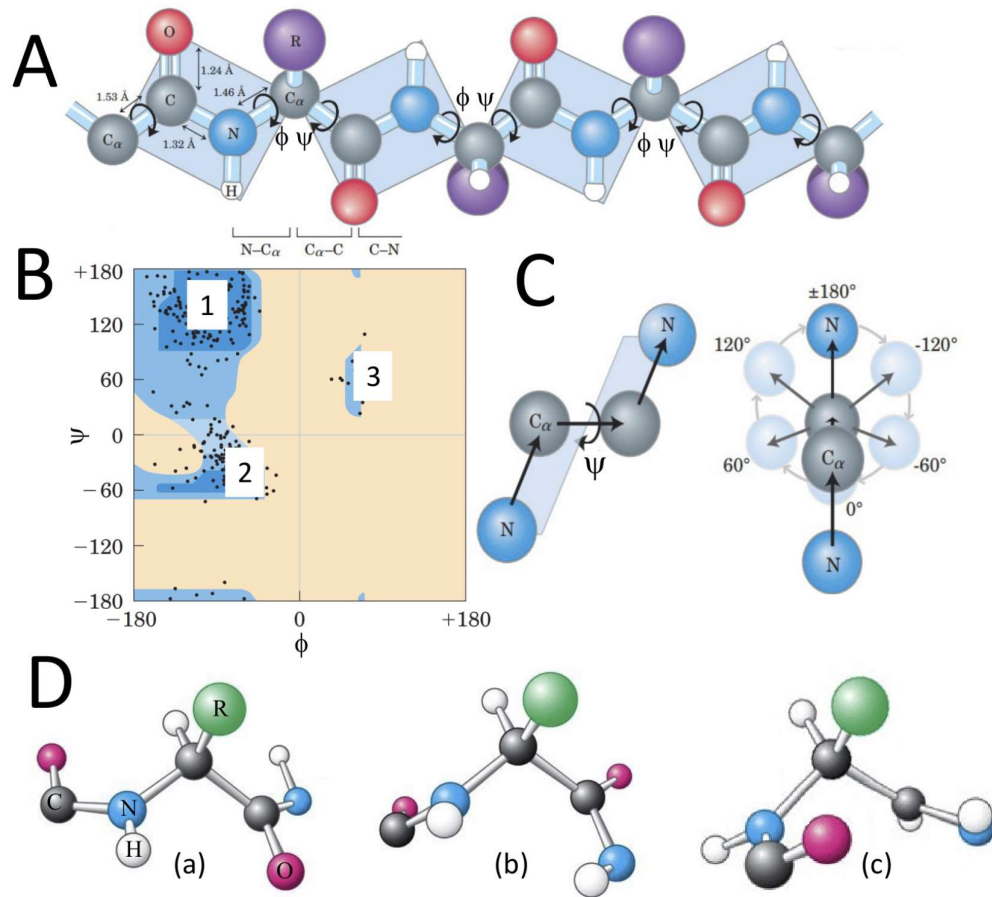 A
O
R
1.24 Å
1.53 Å
C
1.46 Å
Cα
ϕ ψ
Cα
N
1.32 Å
ϕ ψ
ϕ ψ
H
N–Cα
Cα–C
C–N
B
+180
120
60
0
−60
−120
−180
ψ
1
3
2
−180
0
+180
ϕ
C
N
Cα
ψ
N
±180°
N
120°
-120°
Cα
60°
-60°
0°
N
D
R
C
N
H
O
(a)
(b)
(c)